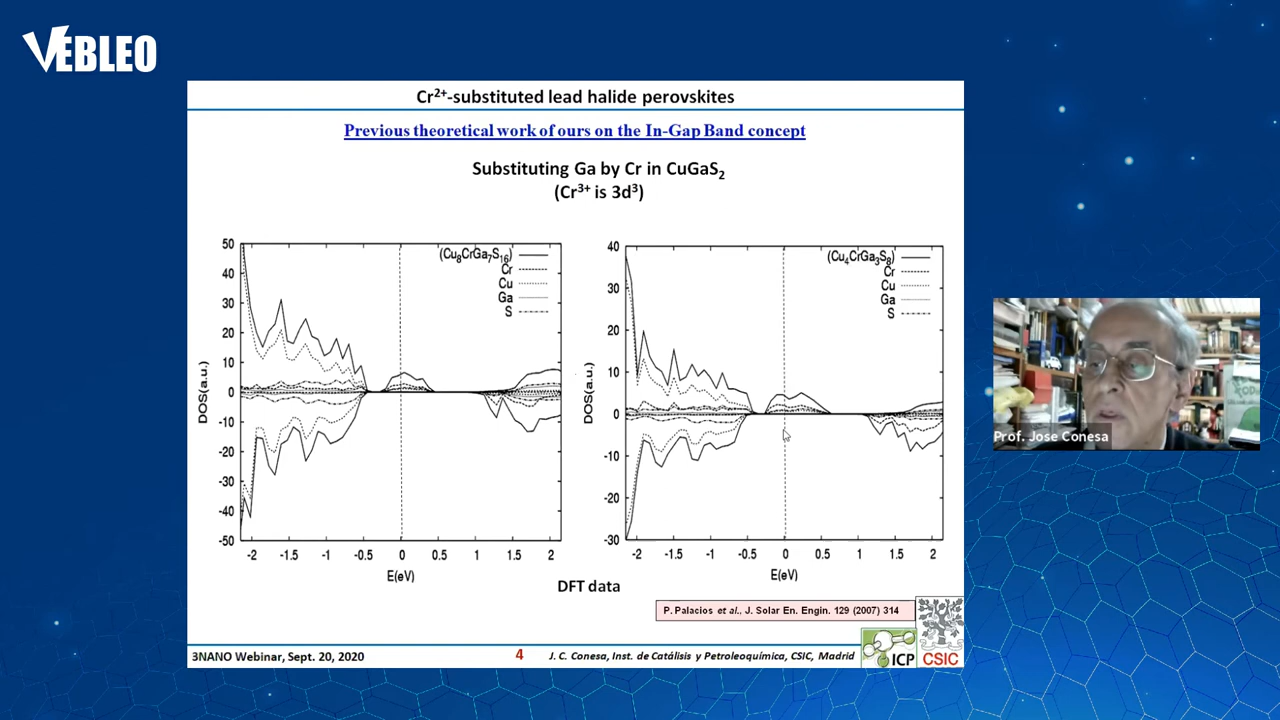 VEBLEO
Cr²⁺-substituted lead halide perovskites
Previous theoretical work of ours on the In-Gap Band concept
Substituting Ga by Cr in CuGaS₂
(Cr³⁺ is 3d³)
50
40
30
20
10
0
-10
-20
-30
-40
-50
DOS(a.u.)
(Cu₈CrGa₇S₁₆)
Cr
Cu
Ga
S
-2 -1.5 -1 -0.5 0 0.5 1 1.5 2
E(eV)
40
30
20
10
0
-10
-20
-30
DOS(a.u.)
(Cu₄CrGa₃S₈)
Cr
Cu
Ga
S
-2 -1.5 -1 -0.5 0 0.5 1 1.5 2
E(eV)
DFT data
P. Palacios et al., J. Solar En. Engin. 129 (2007) 314
3NANO Webinar, Sept. 20, 2020
4
J. C. Conesa, Inst. de Catálisis y Petroleoquímica, CSIC, Madrid
ICP
CSIC
Prof. Jose Conesa